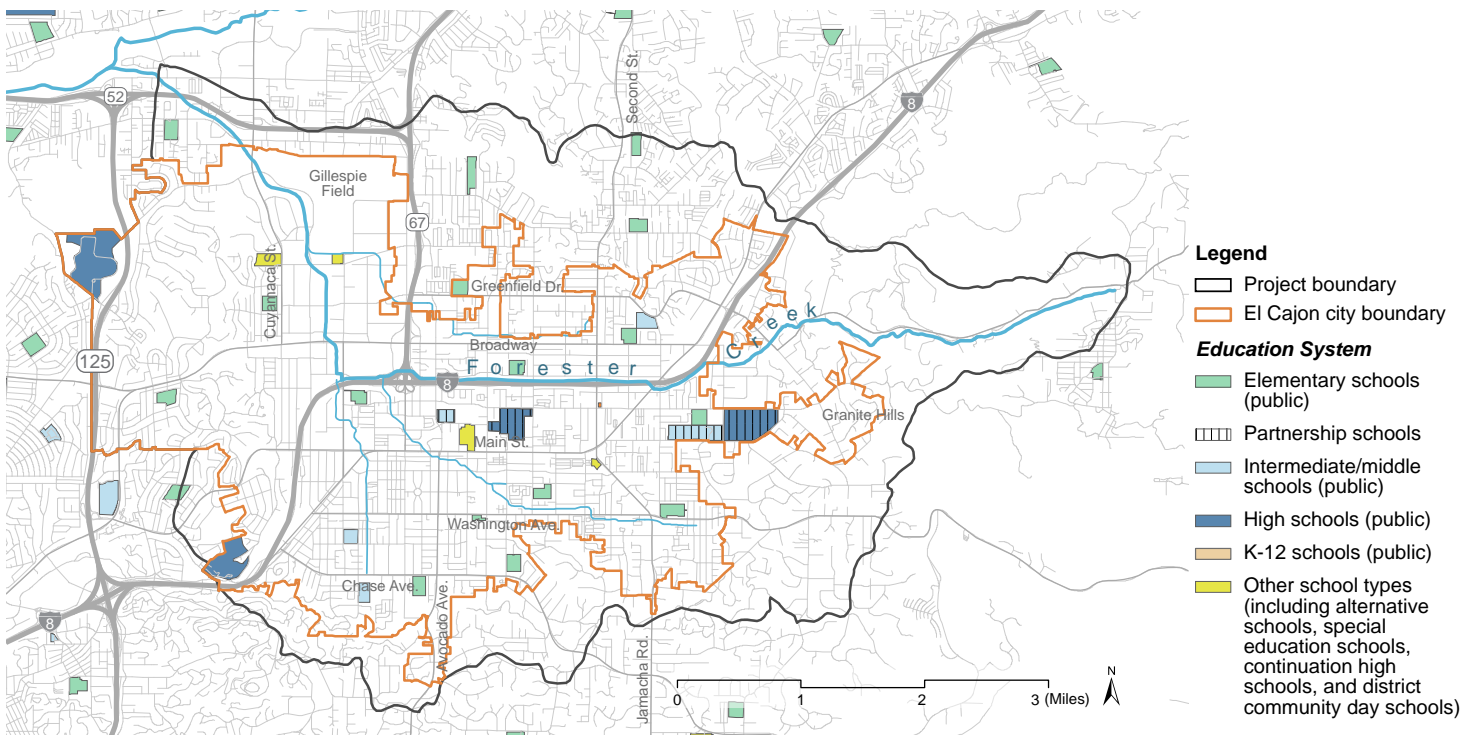 52
Second St.
8
Gillespie
Field
67
Cuyamaca St.
Greenfield Dr.
Creek
Broadway
Forester
125
8
Granite Hills
Main St.
Washington Ave.
Chase Ave.
Avocado Ave.
8
Jamacha Rd.
0 1 2 3 (Miles)
N
Legend
Project boundary
El Cajon city boundary
Education System
Elementary schools
(public)
Partnership schools
Intermediate/middle
schools (public)
High schools (public)
K-12 schools (public)
Other school types
(including alternative
schools, special
education schools,
continuation high
schools, and district
community day schools)